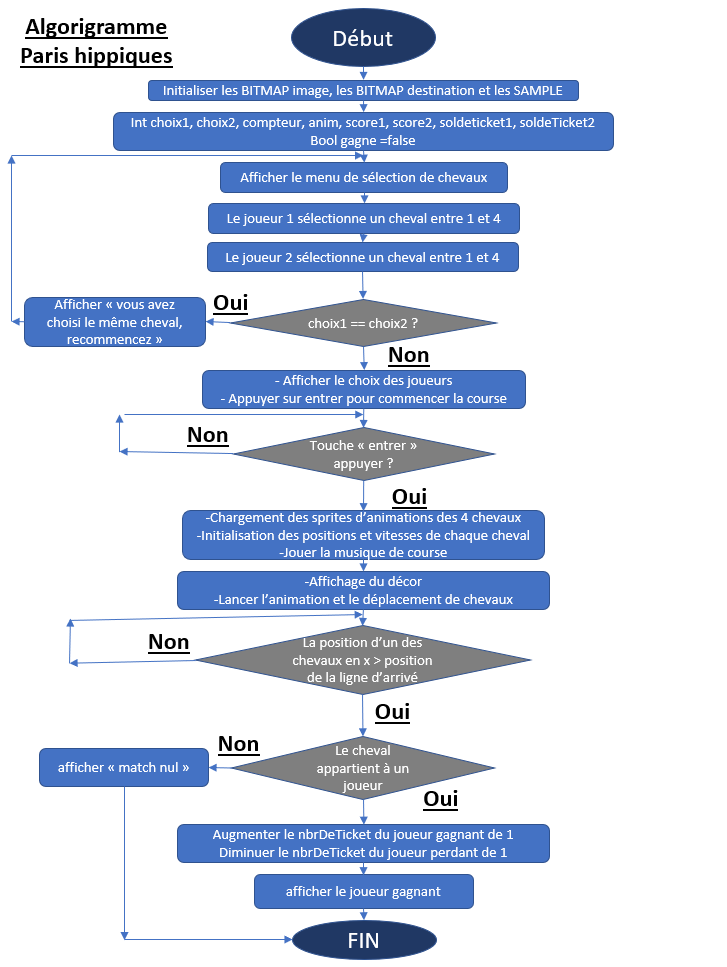 Algorigramme
Paris hippiques
Début
Initialiser les BITMAP image, les BITMAP destination et les SAMPLE
Int choix1, choix2, compteur, anim, score1, score2, soldeticket1, soldeTicket2
Bool gagne =false
Afficher le menu de sélection de chevaux
Le joueur 1 sélectionne un cheval entre 1 et 4
Le joueur 2 sélectionne un cheval entre 1 et 4
Afficher « vous avez
choisi le même cheval,
recommencez »
Oui
choix1 == choix2 ?
Non
- Afficher le choix des joueurs
- Appuyer sur entrer pour commencer la course
Non
Touche « entrer »
appuyer ?
Oui
-Chargement des sprites d’animations des 4 chevaux
-Initialisation des positions et vitesses de chaque cheval
-Jouer la musique de course
-Affichage du décor
-Lancer l’animation et le déplacement de chevaux
Non
La position d’un des
chevaux en x > position
de la ligne d’arrivé
Oui
Non
Le cheval
appartient à un
joueur
afficher « match nul »
Oui
Augmenter le nbrDeTicket du joueur gagnant de 1
Diminuer le nbrDeTicket du joueur perdant de 1
afficher le joueur gagnant
FIN